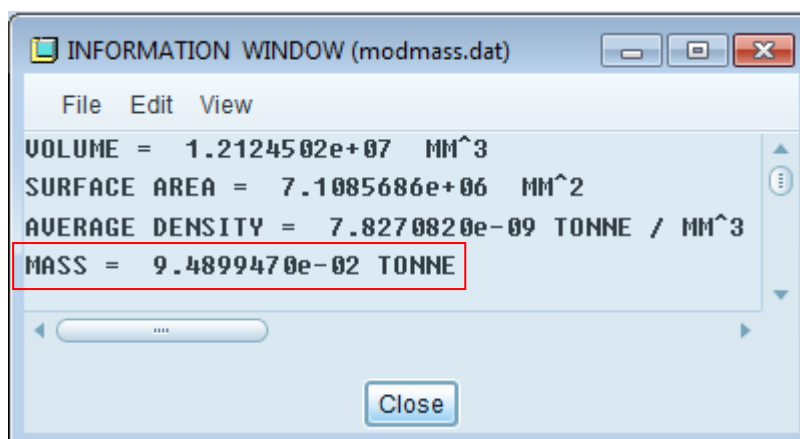 INFORMATION WINDOW (modmass.dat)
File Edit View
VOLUME = 1.2124502e+07 MM^3
SURFACE AREA = 7.1085686e+06 MM^2
AVERAGE DENSITY = 7.8270820e-09 TONNE / MM^3
MASS = 9.4899470e-02 TONNE
Close